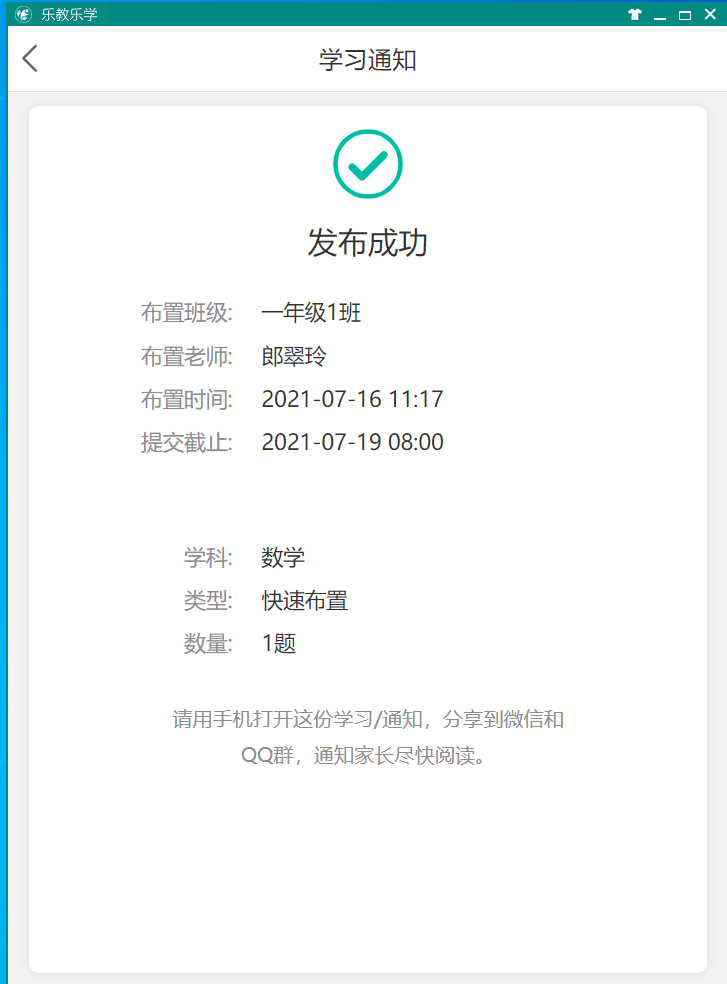 乐教乐学
学习通知
发布成功
布置班级: 一年级1班
布置老师: 郎翠玲
布置时间: 2021-07-16 11:17
提交截止: 2021-07-19 08:00
学科: 数学
类型: 快速布置
数量: 1题
请用手机打开这份学习/通知，分享到微信和
QQ群，通知家长尽快阅读。